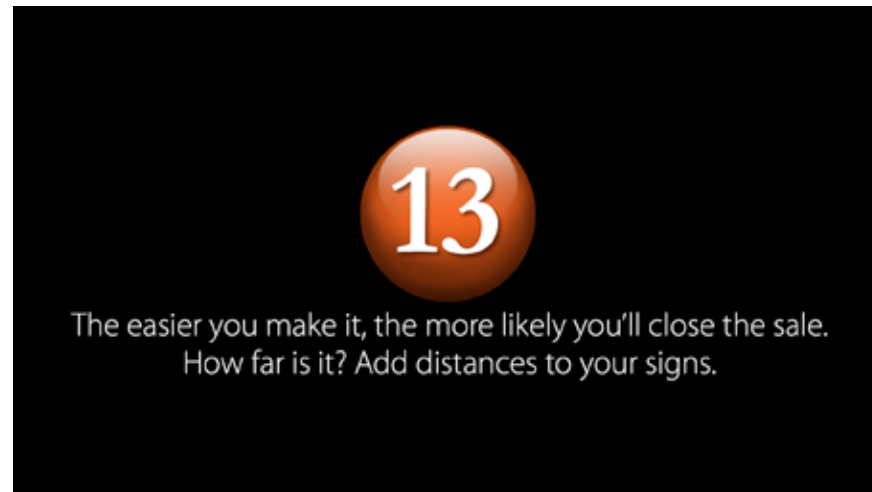 13
The easier you make it, the more likely you'll close the sale.
How far is it? Add distances to your signs.